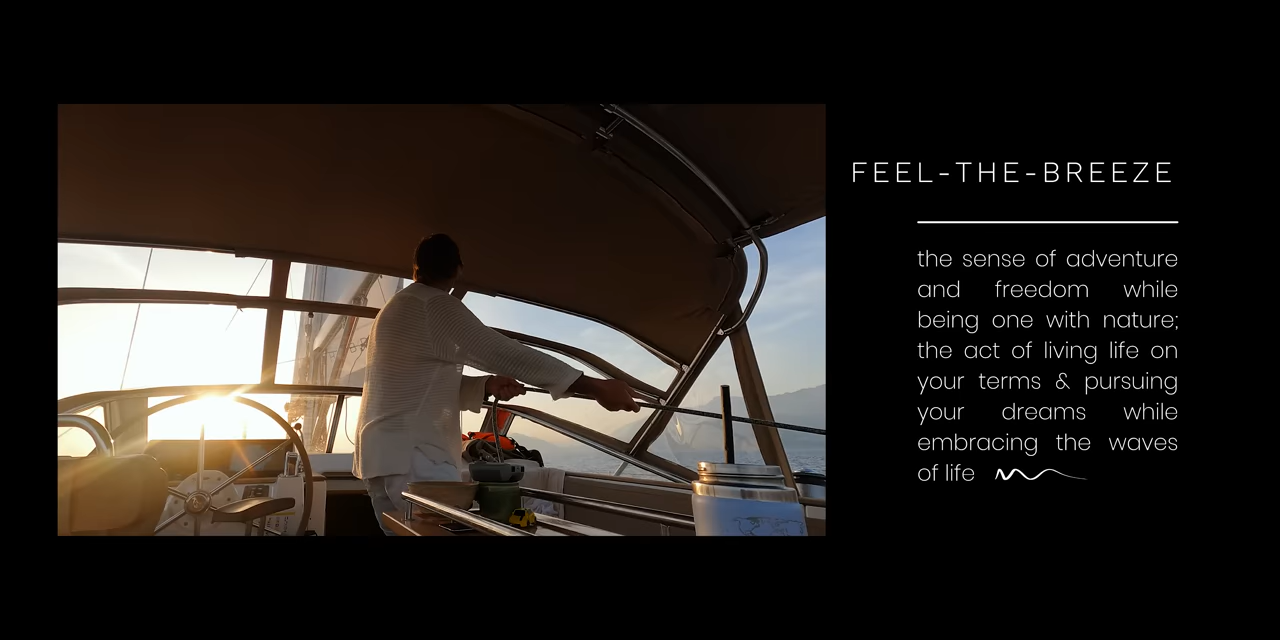 FEEL-THE-BREEZE
the sense of adventure
and freedom while
being one with nature;
the act of living life on
your terms & pursuing
your dreams while
embracing the waves
of life